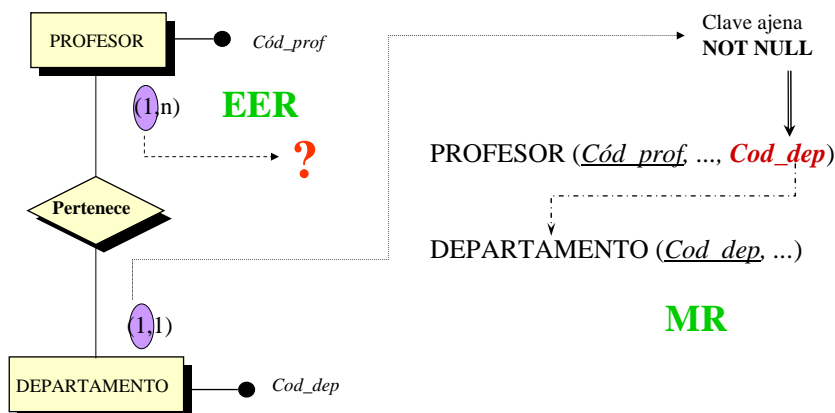 PROFESOR
Cód_prof
Clave ajena
NOT NULL
(1,n)
EER
?
PROFESOR (Cód_prof, ..., Cod_dep)
Pertenece
DEPARTAMENTO (Cod_dep, ...)
(1,1)
MR
DEPARTAMENTO
Cod_dep